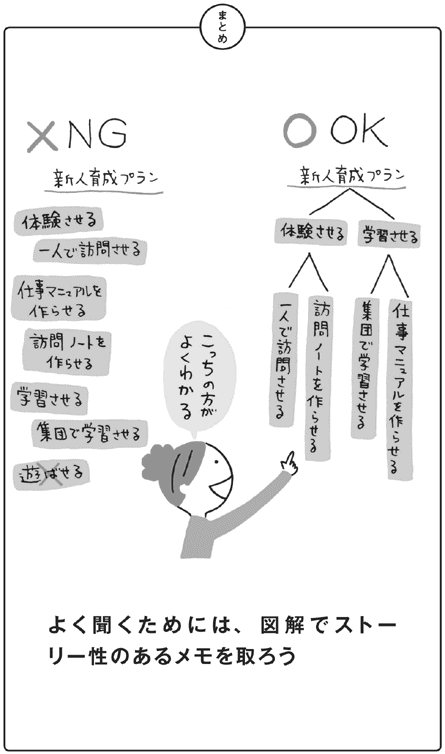 まとめ
× NG
新人育成プラン
体験させる
一人で訪問させる
仕事マニュアルを
作らせる
訪問ノートを
作らせる
学習させる
集団で学習させる
遊ばせる
○ OK
新人育成プラン
体験させる
学習させる
一人で訪問させる
訪問ノートを作らせる
集団で学習させる
仕事マニュアルを作らせる
こっちの方が
よくわかる
よく聞くためには、図解でストー
リー性のあるメモを取ろう